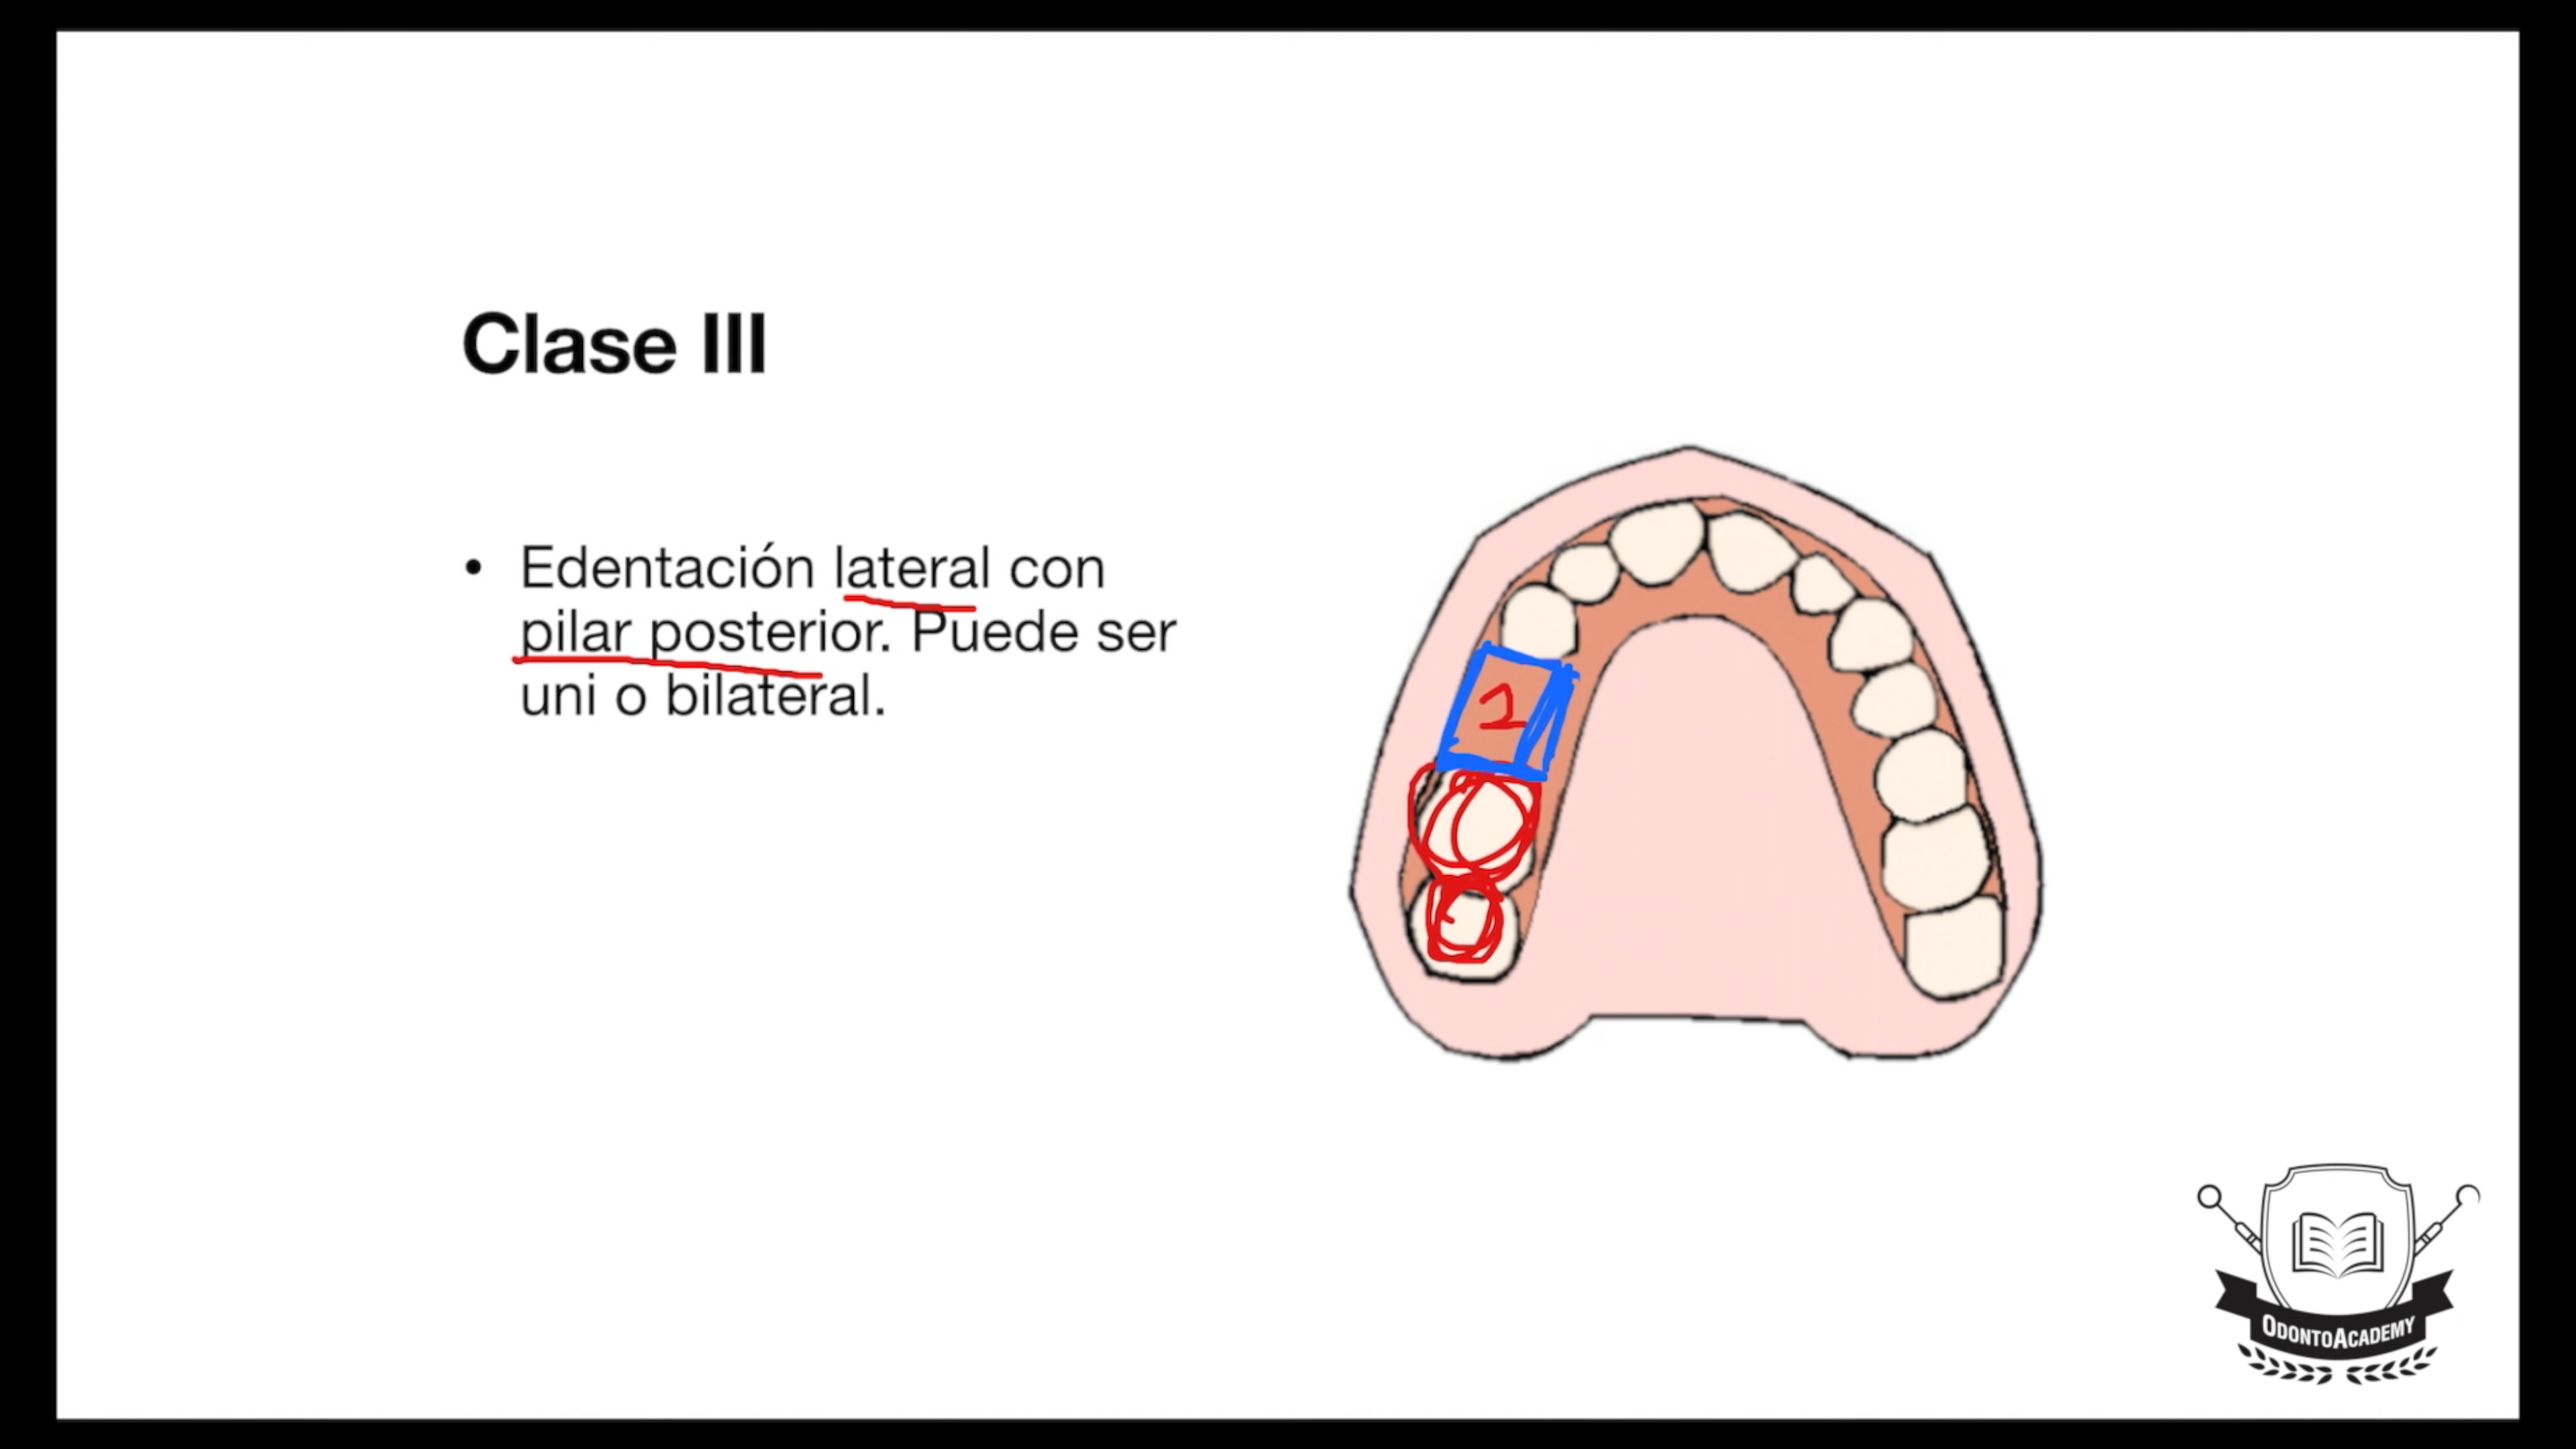 Clase III
• Edentación lateral con
pilar posterior. Puede ser
uni o bilateral.
1
ODONTOACADEMY